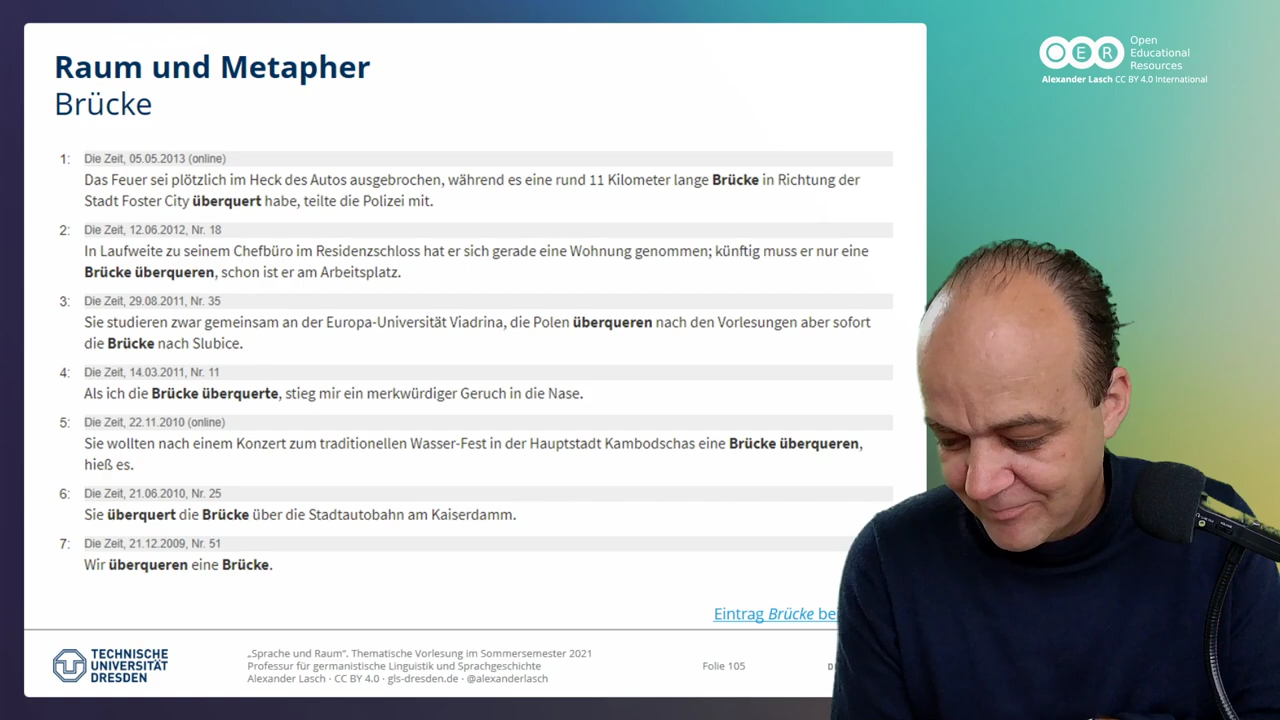 Raum und Metapher
Brücke
1: Die Zeit, 05.05.2013 (online)
Das Feuer sei plötzlich im Heck des Autos ausgebrochen, während es eine rund 11 Kilometer lange Brücke in Richtung der
Stadt Foster City überquert habe, teilte die Polizei mit.
2: Die Zeit, 12.06.2012, Nr. 18
In Laufweite zu seinem Chefbüro im Residenzschloss hat er sich gerade eine Wohnung genommen; künftig muss er nur eine
Brücke überqueren, schon ist er am Arbeitsplatz.
3: Die Zeit, 29.08.2011, Nr. 35
Sie studieren zwar gemeinsam an der Europa-Universität Viadrina, die Polen überqueren nach den Vorlesungen aber sofort
die Brücke nach Slubice.
4: Die Zeit, 14.03.2011, Nr. 11
Als ich die Brücke überquerte, stieg mir ein merkwürdiger Geruch in die Nase.
5: Die Zeit, 22.11.2010 (online)
Sie wollten nach einem Konzert zum traditionellen Wasser-Fest in der Hauptstadt Kambodschas eine Brücke überqueren,
hieß es.
6: Die Zeit, 21.06.2010, Nr. 25
Sie überquert die Brücke über die Stadtautobahn am Kaiserdamm.
7: Die Zeit, 21.12.2009, Nr. 51
Wir überqueren eine Brücke.
Eintrag Brücke bei
TECHNISCHE
UNIVERSITÄT
DRESDEN
„Sprache und Raum“. Thematische Vorlesung im Sommersemester 2021
Professur für germanistische Linguistik und Sprachgeschichte
Alexander Lasch · CC BY 4.0 · gls-dresden.de · @alexanderlasch
Folie 105
OER
Open
Educational
Resources
Alexander Lasch CC BY 4.0 International